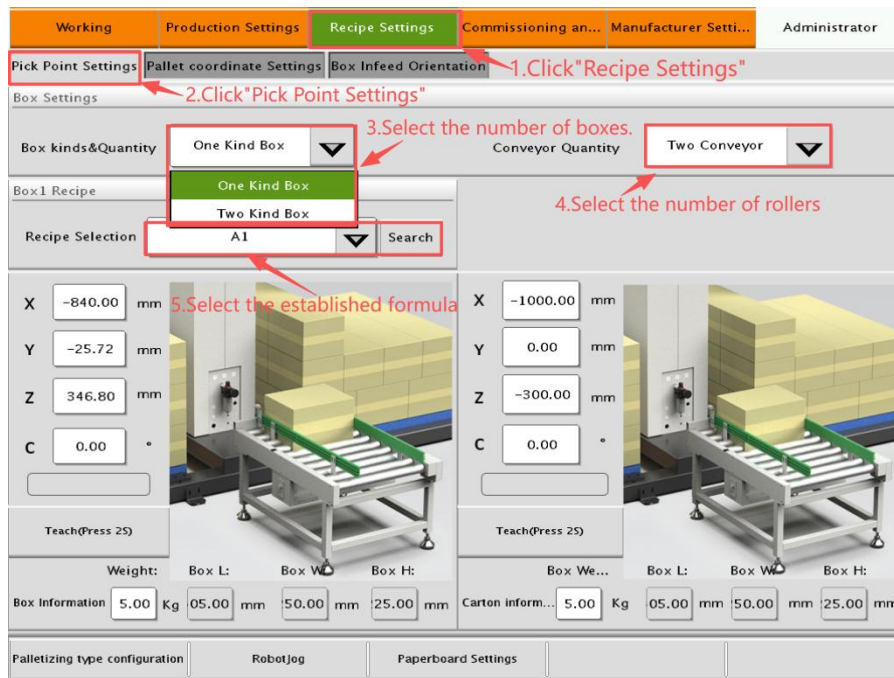 Working Production Settings Recipe Settings Commissioning an... Manufacturer Setti... Administrator
Pick Point Settings Pallet coordinate Settings Box Infeed Orientation
1.Click"Recipe Settings"
2.Click"Pick Point Settings"
Box Settings
3.Select the number of boxes.
Box kinds&Quantity One Kind Box Conveyor Quantity Two Conveyor
One Kind Box
Two Kind Box
4.Select the number of rollers
Box1 Recipe
Recipe Selection A1 Search
5.Select the established formula
X -840.00 mm X -1000.00 mm
Y -25.72 mm Y 0.00 mm
Z 346.80 mm Z -300.00 mm
C 0.00 ° C 0.00 °
Teach(Press 2S) Teach(Press 2S)
Weight: Box L: Box W: Box H: Box We... Box L: Box W: Box H:
Box Information 5.00 Kg 05.00 mm 50.00 mm 25.00 mm Carton inform... 5.00 Kg 05.00 mm 50.00 mm 25.00 mm
Palletizing type configuration RobotJog Paperboard Settings